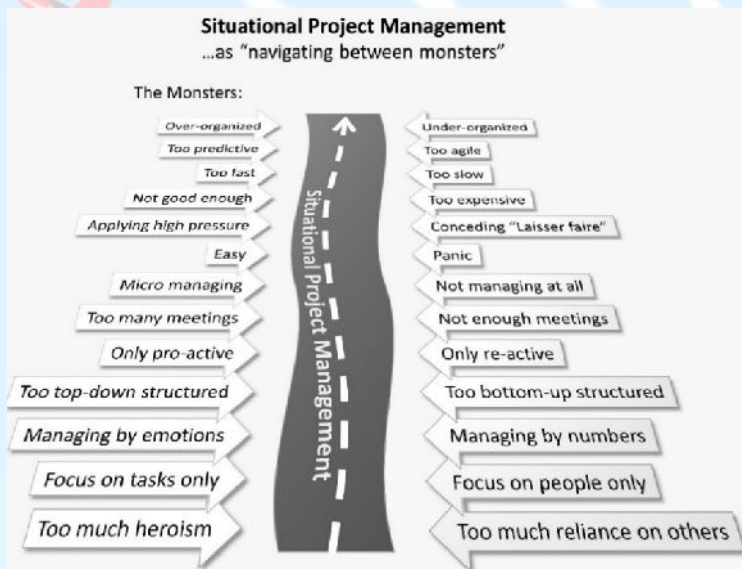 Situational Project Management
...as "navigating between monsters"
The Monsters:
Over-organized
Under-organized
Too predictive
Too agile
Too fast
Too slow
Not good enough
Too expensive
Applying high pressure
Conceding "Laisser faire"
Easy
Panic
Micro managing
Not managing at all
Too many meetings
Not enough meetings
Only pro-active
Only re-active
Too top-down structured
Too bottom-up structured
Managing by emotions
Managing by numbers
Focus on tasks only
Focus on people only
Too much heroism
Too much reliance on others
Situational Project Management